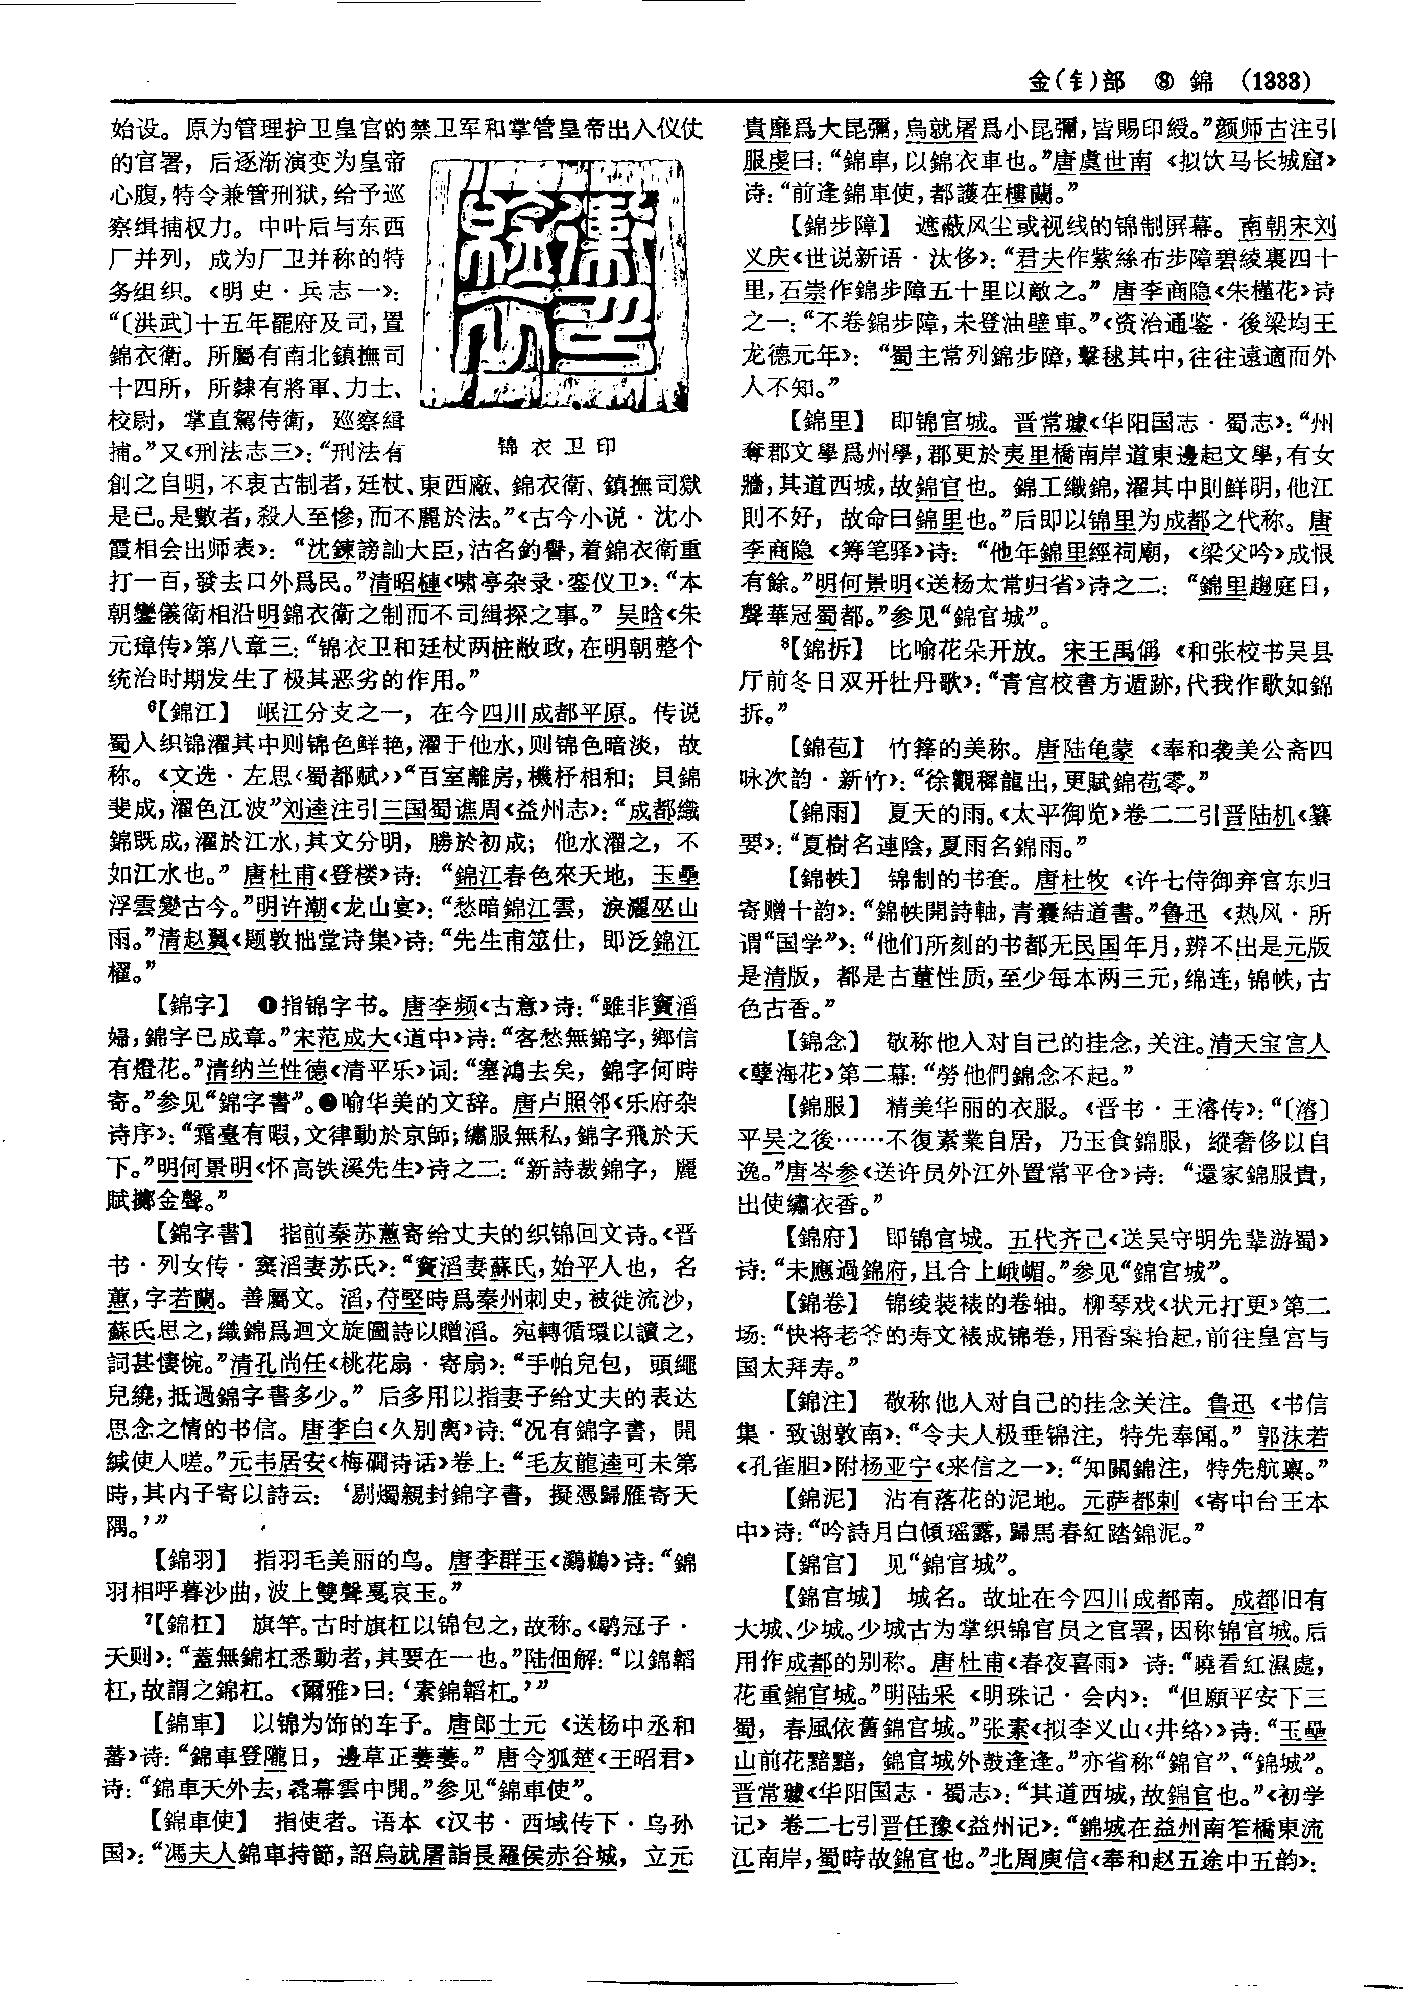 金(钅)部 ⑧ 錦 (1333)
始设。原为管理护卫皇宫的禁卫军和掌管皇帝出入仪仗
的官署，后逐渐演变为皇帝
心腹，特令兼管刑狱，给予巡
察缉捕权力。中叶后与东西
厂并列，成为厂卫并称的特
务组织。《明史·兵志一》：
“〔洪武〕十五年罷府及司，置
錦衣衛。所屬有南北鎮撫司
十四所，所隸有將軍、力士、
校尉，掌直駕侍衛，巡察緝
捕。”又《刑法志三》：“刑法有
锦衣卫印
創之自明，不衷古制者，廷杖、東西廠、錦衣衛、鎮撫司獄
是已。是數者，殺人至慘，而不麗於法。”《古今小说·沈小
霞相会出师表》：“沈鍊謗訕大臣，沽名釣譽，着錦衣衛重
打一百，發去口外爲民。”清昭槤《啸亭杂录·銮仪卫》：“本
朝鑾儀衛相沿明錦衣衛之制而不司緝探之事。”吴晗《朱
元璋传》第八章三：“锦衣卫和廷杖两桩敝政，在明朝整个
统治时期发生了极其恶劣的作用。”
⁶【錦江】 岷江分支之一，在今四川成都平原。传说
蜀人织锦濯其中则锦色鲜艳，濯于他水，则锦色暗淡，故
称。《文选·左思〈蜀都赋〉》“百室離房，機杼相和；貝錦
斐成，濯色江波”刘逵注引三国蜀谯周《益州志》：“成都織
錦既成，濯於江水，其文分明，勝於初成；他水濯之，不
如江水也。”唐杜甫《登楼》诗：“錦江春色來天地，玉壘
浮雲變古今。”明许潮《龙山宴》：“愁暗錦江雲，淚灑巫山
雨。”清赵翼《题敦拙堂诗集》诗：“先生甫筮仕，即泛錦江
櫂。”
【錦字】 ❶指锦字书。唐李频《古意》诗：“雖非竇滔
婦，錦字已成章。”宋范成大《道中》诗：“客愁無錦字，鄉信
有燈花。”清纳兰性德《清平乐》词：“塞鴻去矣，錦字何時
寄。”参见“錦字書”。❷喻华美的文辞。唐卢照邻《乐府杂
诗序》：“霜臺有暇，文律動於京師；繡服無私，錦字飛於天
下。”明何景明《怀高铁溪先生》诗之二：“新詩裁錦字，麗
賦擲金聲。”
【錦字書】 指前秦苏蕙寄给丈夫的织锦回文诗。《晋
书·列女传·窦滔妻苏氏》：“竇滔妻蘇氏，始平人也，名
蕙，字若蘭。善屬文。滔，苻堅時爲秦州刺史，被徙流沙，
蘇氏思之，織錦爲迴文旋圖詩以贈滔。宛轉循環以讀之，
詞甚悽惋。”清孔尚任《桃花扇·寄扇》：“手帕兒包，頭繩
兒繞，抵過錦字書多少。”后多用以指妻子给丈夫的表达
思念之情的书信。唐李白《久别离》诗：“况有錦字書，開
緘使人嗟。”元韦居安《梅磵诗话》卷上：“毛友龍逵可未第
時，其内子寄以詩云：‘剔燭親封錦字書，擬憑歸雁寄天
隅。’”
【錦羽】 指羽毛美丽的鸟。唐李群玉《鸂鶒》诗：“錦
羽相呼暮沙曲，波上雙聲戛哀玉。”
⁷【錦杠】 旗竿。古时旗杠以锦包之，故称。《鹖冠子·
天则》：“蓋無錦杠悉動者，其要在一也。”陆佃解：“以錦韜
杠，故謂之錦杠。《爾雅》曰：‘素錦韜杠。’”
【錦車】 以锦为饰的车子。唐郎士元《送杨中丞和
蕃》诗：“錦車登隴日，邊草正萋萋。”唐令狐楚《王昭君》
诗：“錦車天外去，毳幕雲中開。”参见“錦車使”。
【錦車使】 指使者。语本《汉书·西域传下·乌孙
国》：“馮夫人錦車持節，詔烏就屠詣長羅侯赤谷城，立元
貴靡爲大昆彌，烏就屠爲小昆彌，皆賜印綬。”颜师古注引
服虔曰：“錦車，以錦衣車也。”唐虞世南《拟饮马长城窟》
诗：“前逢錦車使，都護在樓蘭。”
【錦步障】 遮蔽风尘或视线的锦制屏幕。南朝宋刘
义庆《世说新语·汰侈》：“君夫作紫絲布步障碧綾裏四十
里，石崇作錦步障五十里以敵之。”唐李商隐《朱槿花》诗
之一：“不卷錦步障，未登油壁車。”《资治通鉴·後梁均王
龙德元年》：“蜀主常列錦步障，擊毬其中，往往遠適而外
人不知。”
【錦里】 即锦官城。晋常璩《华阳国志·蜀志》：“州
奪郡文學爲州學，郡更於夷里橋南岸道東邊起文學，有女
牆，其道西城，故錦官也。錦工織錦，濯其中則鮮明，他江
則不好，故命曰錦里也。”后即以锦里为成都之代称。唐
李商隐《筹笔驿》诗：“他年錦里經祠廟，《梁父吟》成恨
有餘。”明何景明《送杨太常归省》诗之二：“錦里趨庭日，
聲華冠蜀都。”参见“錦官城”。
⁸【錦拆】 比喻花朵开放。宋王禹偁《和张校书吴县
厅前冬日双开牡丹歌》：“青宫校書方遁跡，代我作歌如錦
拆。”
【錦苞】 竹箨的美称。唐陆龟蒙《奉和袭美公斋四
咏次韵·新竹》：“徐觀稺龍出，更賦錦苞零。”
【錦雨】 夏天的雨。《太平御览》卷二二引晋陆机《纂
要》：“夏樹名連陰，夏雨名錦雨。”
【錦帙】 锦制的书套。唐杜牧《许七侍御弃官东归
寄赠十韵》：“錦帙開詩軸，青囊結道書。”鲁迅《热风·所
谓“国学”》：“他们所刻的书都无民国年月，辨不出是元版
是清版，都是古董性质，至少每本两三元，绵连，锦帙，古
色古香。”
【錦念】 敬称他人对自己的挂念，关注。清天宝宫人
《孽海花》第二幕：“勞他們錦念不起。”
【錦服】 精美华丽的衣服。《晋书·王濬传》：“〔濬〕
平吴之後……不復素業自居，乃玉食錦服，縱奢侈以自
逸。”唐岑参《送许员外江外置常平仓》诗：“還家錦服貴，
出使繡衣香。”
【錦府】 即锦官城。五代齐己《送吴守明先辈游蜀》
诗：“未應過錦府，且合上峨嵋。”参见“錦官城”。
【錦卷】 锦绫装裱的卷轴。柳琴戏《状元打更》第二
场：“快将老爷的寿文裱成锦卷，用香案抬起，前往皇宫与
国太拜寿。”
【錦注】 敬称他人对自己的挂念关注。鲁迅《书信
集·致谢敦南》：“令夫人极垂锦注，特先奉闻。”郭沫若
《孔雀胆》附杨亚宁《来信之一》：“知關錦注，特先航禀。”
【錦泥】 沾有落花的泥地。元萨都剌《寄中台王本
中》诗：“吟詩月白傾瑶露，歸馬春紅踏錦泥。”
【錦官】 见“錦官城”。
【錦官城】 城名。故址在今四川成都南。成都旧有
大城、少城。少城古为掌织锦官员之官署，因称锦官城。后
用作成都的别称。唐杜甫《春夜喜雨》诗：“曉看紅濕處，
花重錦官城。”明陆采《明珠记·会内》：“但願平安下三
蜀，春風依舊錦官城。”张素《拟李义山〈井络〉》诗：“玉壘
山前花黯黯，錦官城外鼓逢逢。”亦省称“錦官”、“錦城”。
晋常璩《华阳国志·蜀志》：“其道西城，故錦官也。”《初学
记》卷二七引晋任豫《益州记》：“錦城在益州南笮橋東流
江南岸，蜀時故錦官也。”北周庾信《奉和赵王途中五韵》：